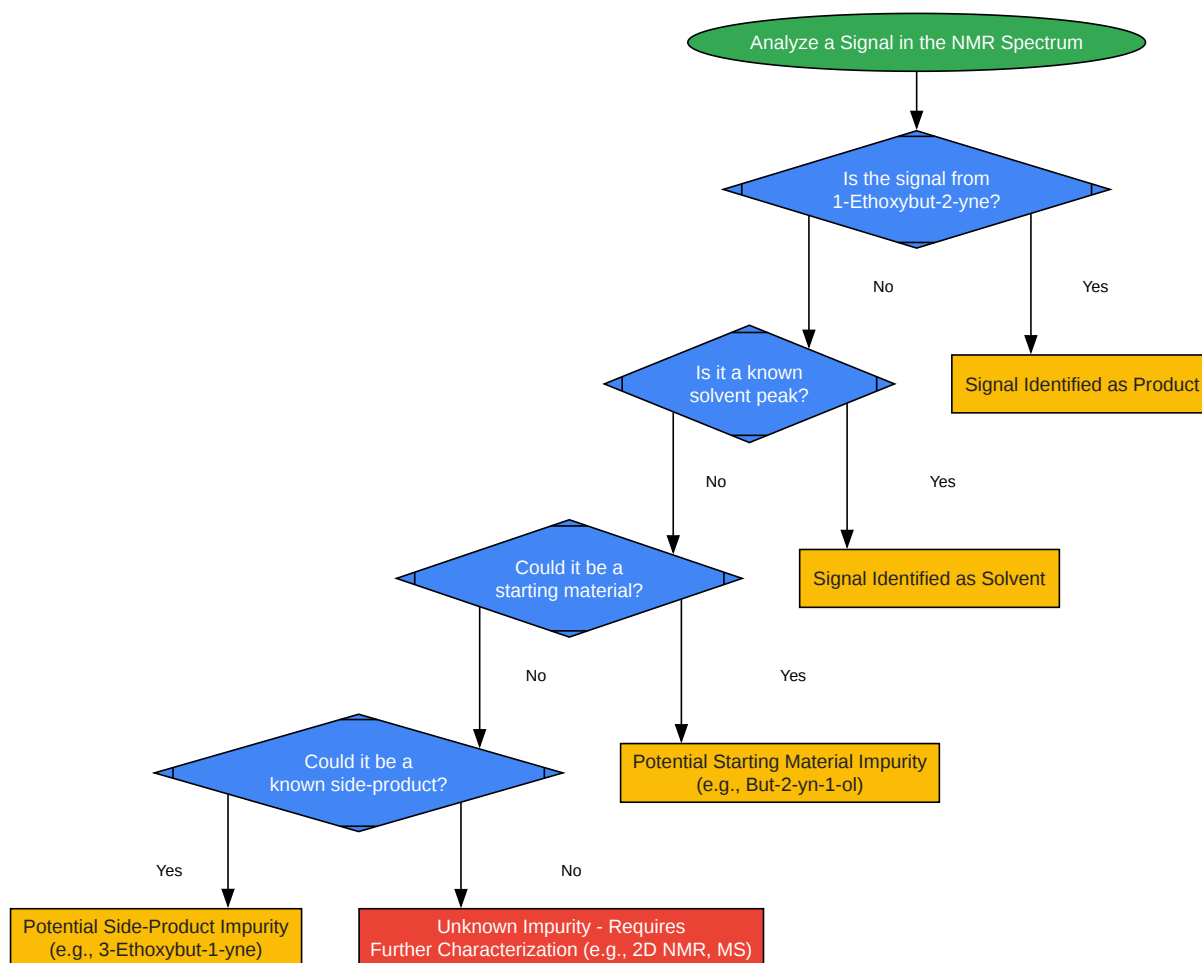 Analyze a Signal in the NMR Spectrum
Is the signal from
1-Ethoxybut-2-yne?
No
Yes
Is it a known
solvent peak?
Signal Identified as Product
No
Yes
Could it be a
starting material?
Signal Identified as Solvent
No
Yes
Could it be a
known side-product?
Potential Starting Material Impurity
(e.g., But-2-yn-1-ol)
Yes
No
Potential Side-Product Impurity
(e.g., 3-Ethoxybut-1-yne)
Unknown Impurity - Requires
Further Characterization (e.g., 2D NMR, MS)